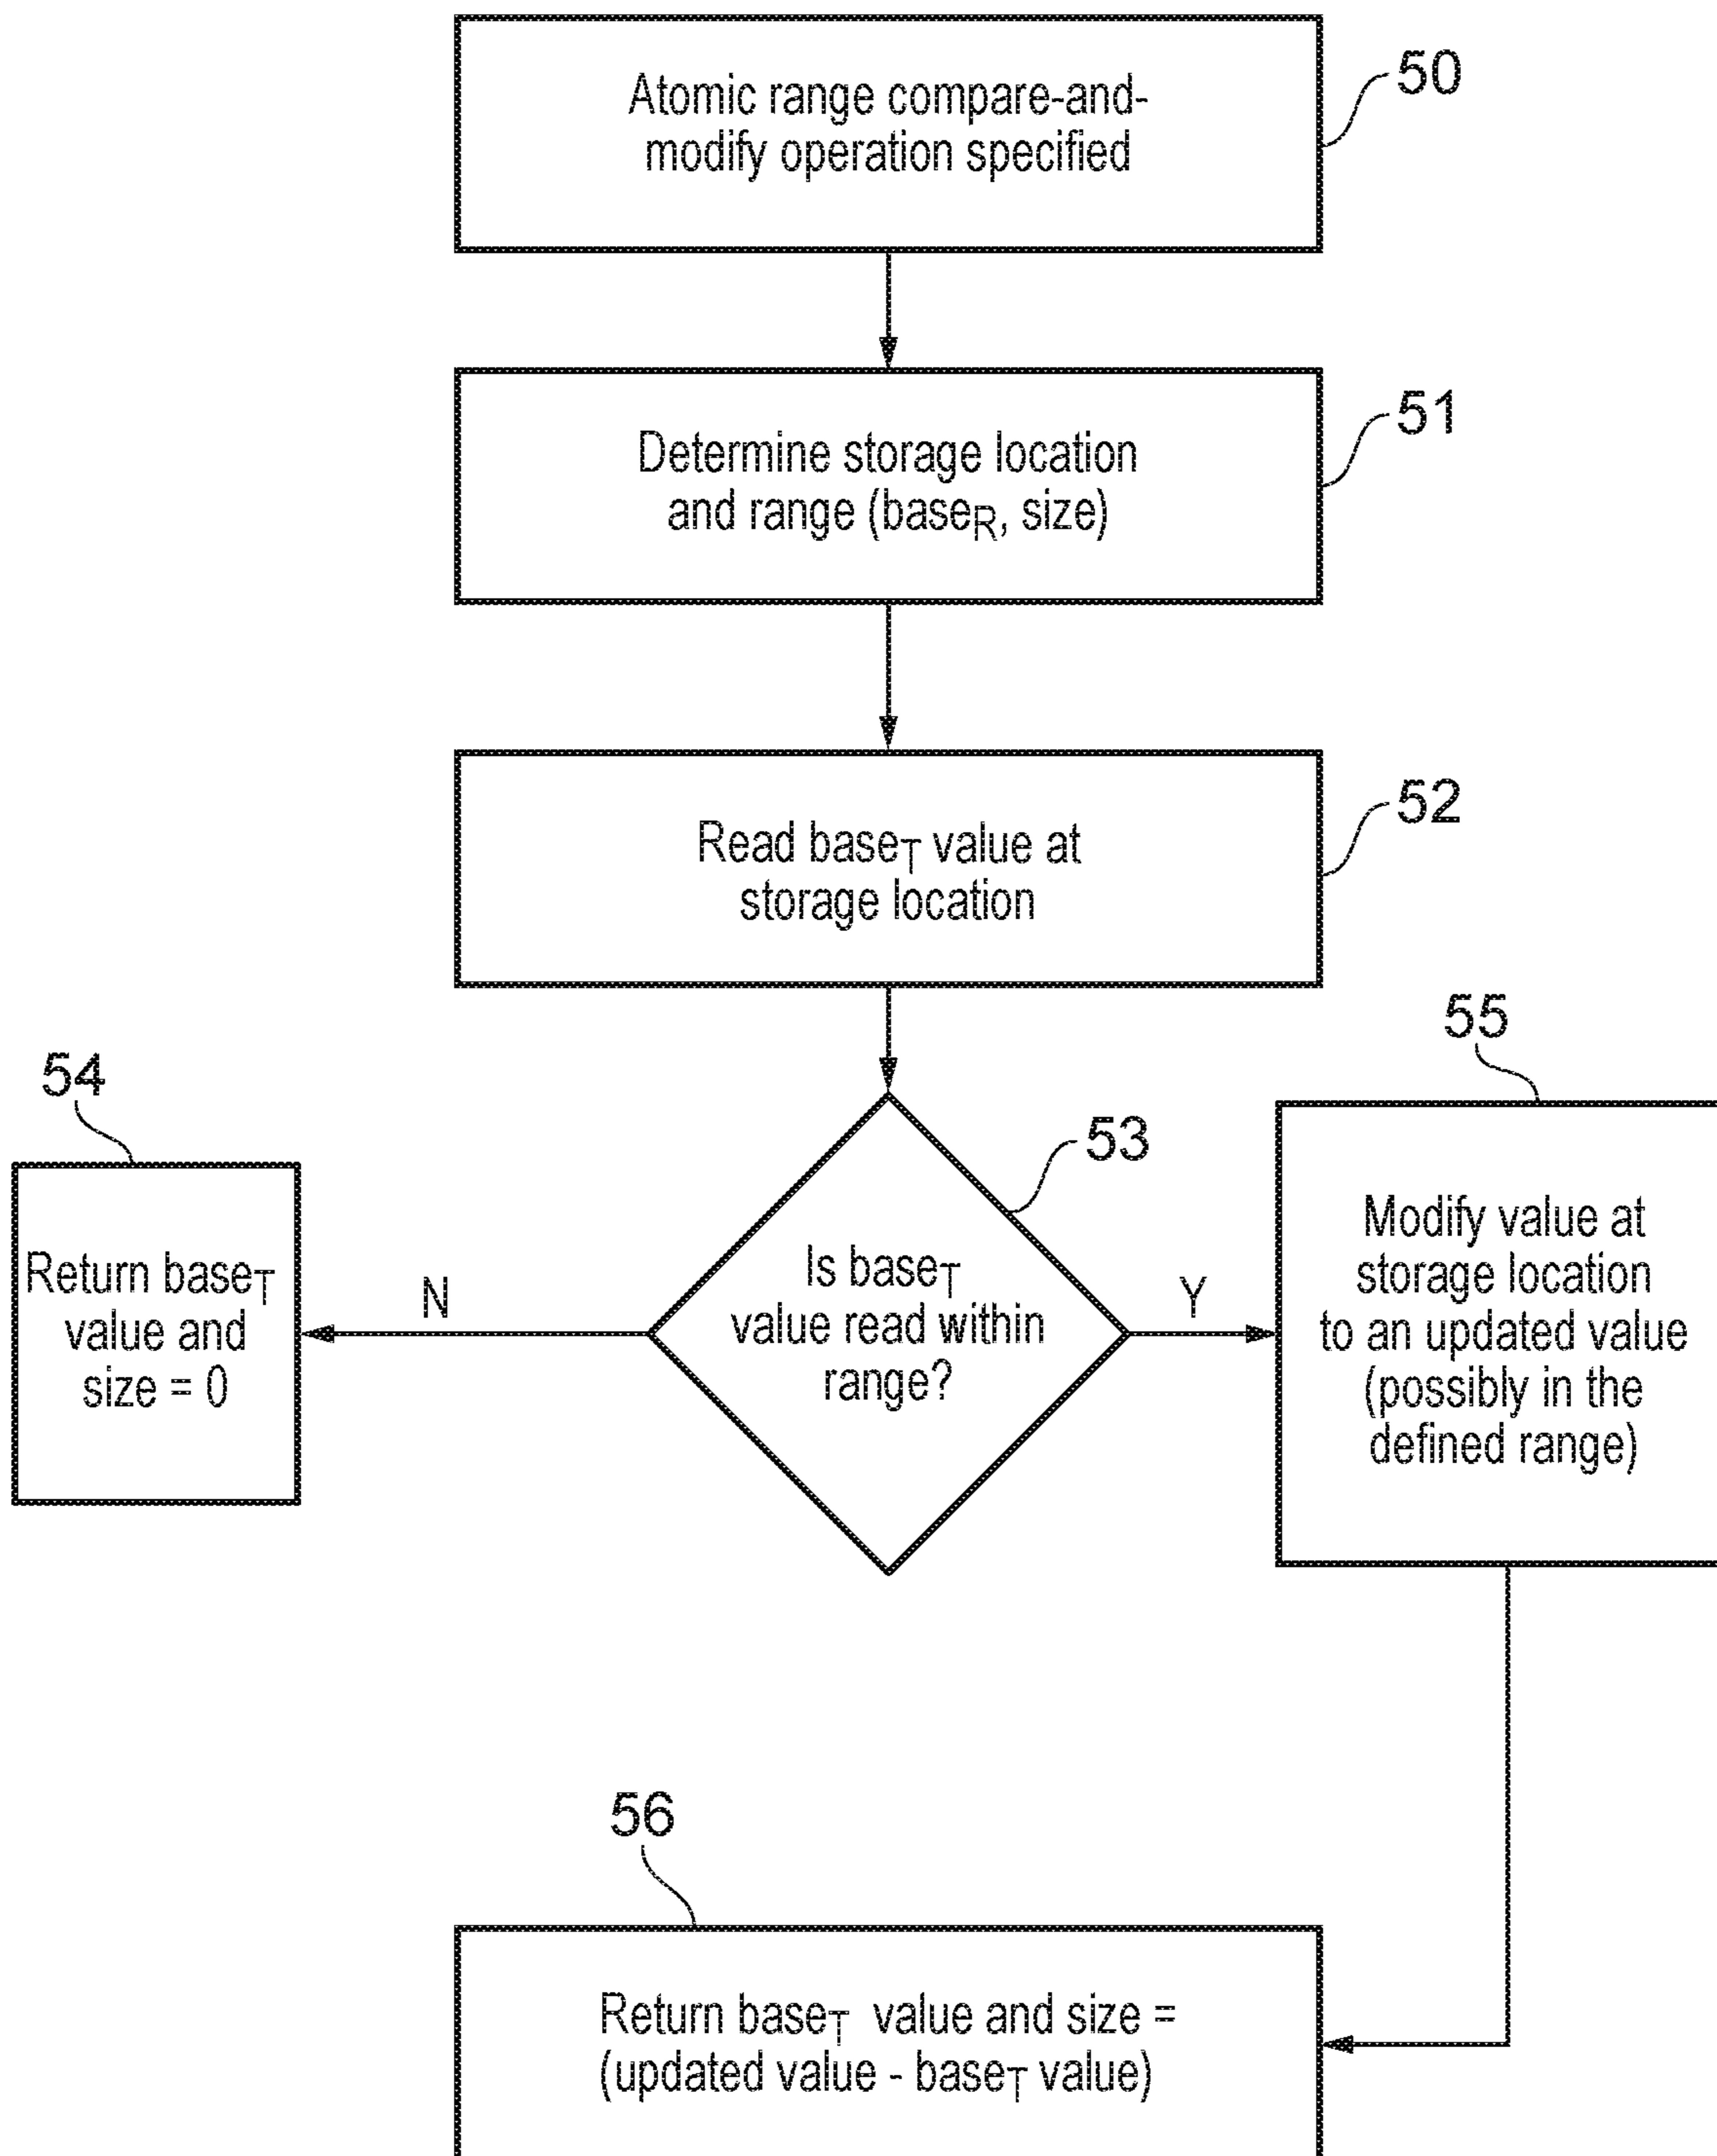 Atomic range compare-and-
modify operation specified
50
Determine storage location
and range (baseR, size)
51
Read baseT value at
storage location
52
55
54
53
Is baseT
value read within
range?
N
Y
Return baseT
value and
size = 0
Modify value at
storage location
to an updated value
(possibly in the
defined range)
56
Return baseT value and size =
(updated value - baseT value)